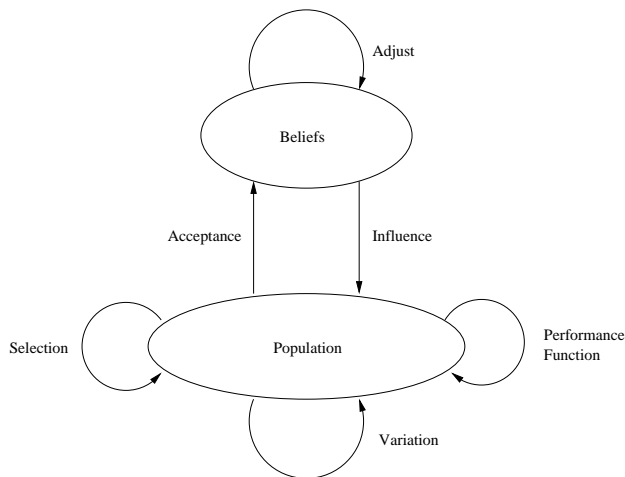 Adjust
Beliefs
Acceptance
Influence
Selection
Population
Performance
Function
Variation